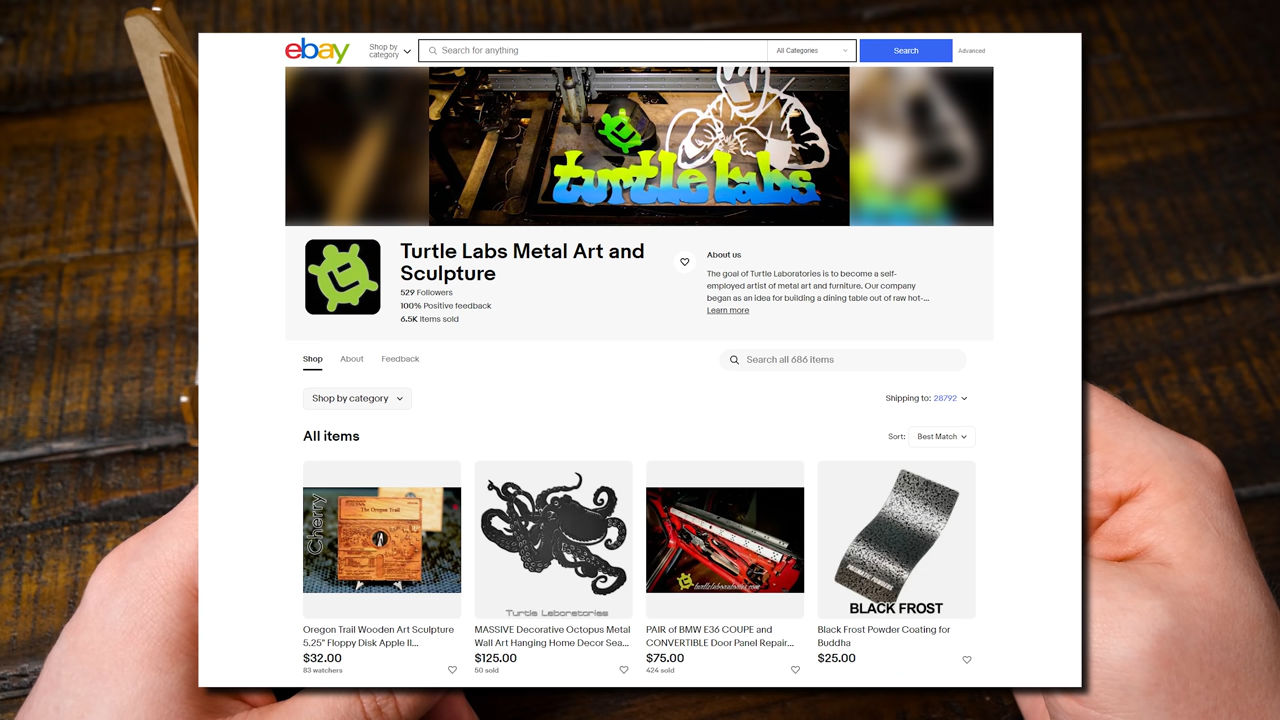 ebay
Shop by
category
Search for anything
All Categories
Search
Advanced
turtle labs
Turtle Labs Metal Art and
Sculpture
529 Followers
100% Positive feedback
6.5K Items sold
About us
The goal of Turtle Laboratories is to become a self-
employed artist of metal art and furniture. Our company
began as an idea for building a dining table out of raw hot-...
Learn more
Shop
About
Feedback
Search all 686 items
Shop by category
Shipping to: 28792
All items
Sort:
Best Match
Cherry
The Oregon Trail
Turtle Laboratories
turtlelaboratories.com
BLACK FROST
Oregon Trail Wooden Art Sculpture
5.25" Floppy Disk Apple II...
$32.00
83 watchers
MASSIVE Decorative Octopus Metal
Wall Art Hanging Home Decor Sea...
$125.00
50 sold
PAIR of BMW E36 COUPE and
CONVERTIBLE Door Panel Repair...
$75.00
424 sold
Black Frost Powder Coating for
Buddha
$25.00